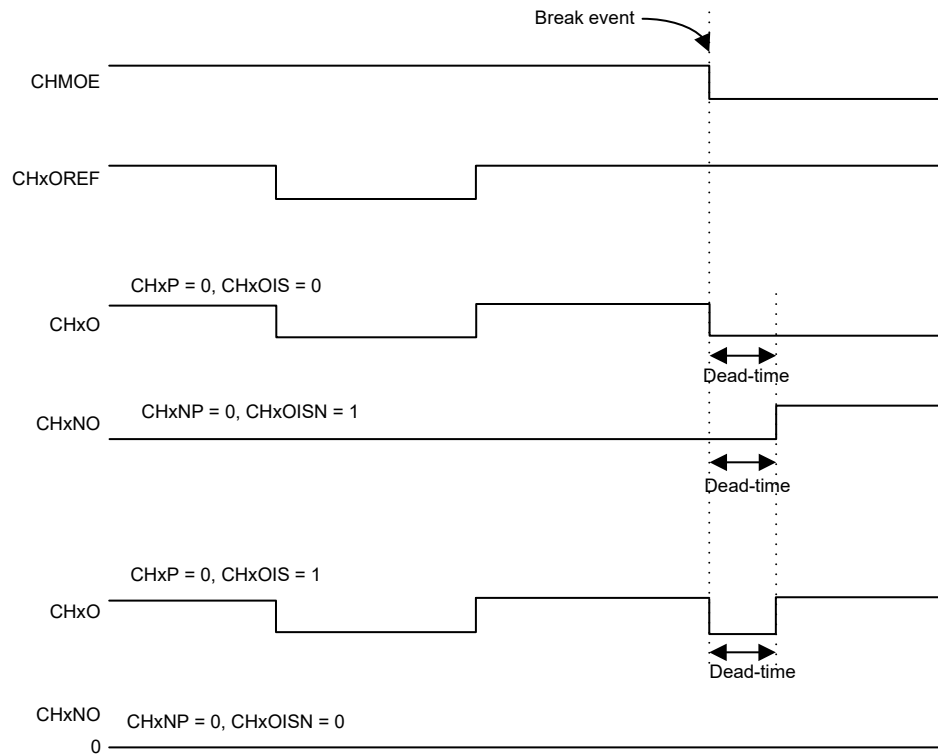 Break event
CHMOE
CHxOREF
CHxP = 0, CHxOIS = 0
CHxO
Dead-time
CHxNP = 0, CHxOISN = 1
CHxNO
Dead-time
CHxP = 0, CHxOIS = 1
CHxO
Dead-time
CHxNO
CHxNP = 0, CHxOISN = 0
0